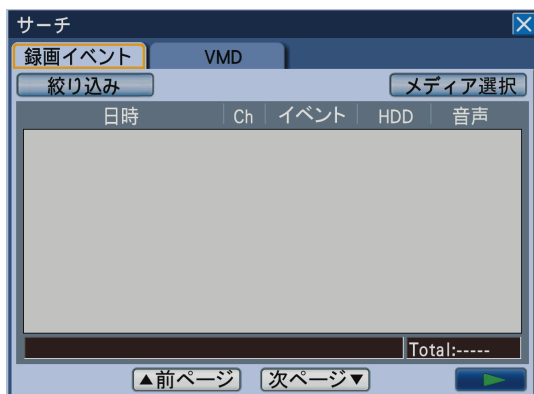 サーチ
録画イベント VMD
絞り込み メディア選択
日時 Ch イベント HDD 音声
Total:-----
▲前ページ 次ページ▼